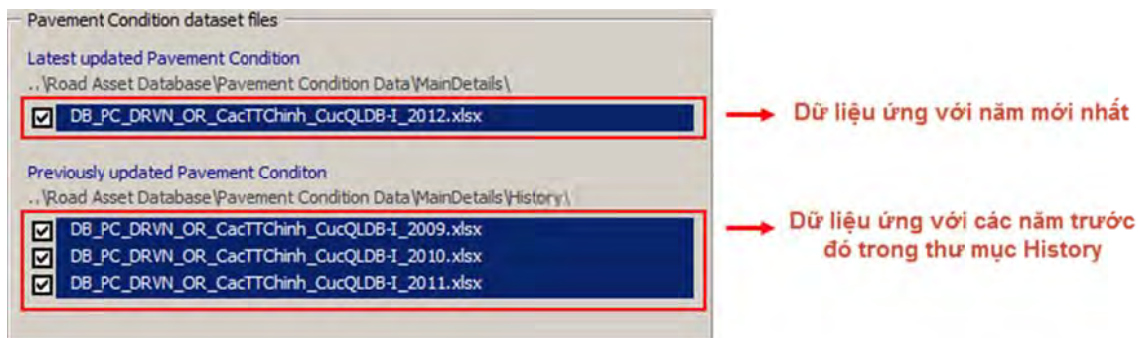 Pavement Condition dataset files
Latest updated Pavement Condition
..\Road Asset Database\Pavement Condition Data\MainDetails\
DB_PC_DRVN_OR_CacTTChinh_CucQLDB-I_2012.xlsx
Dữ liệu ứng với năm mới nhất
Previously updated Pavement Conditon
..\Road Asset Database\Pavement Condition Data\MainDetails\History\
DB_PC_DRVN_OR_CacTTChinh_CucQLDB-I_2009.xlsx
DB_PC_DRVN_OR_CacTTChinh_CucQLDB-I_2010.xlsx
DB_PC_DRVN_OR_CacTTChinh_CucQLDB-I_2011.xlsx
Dữ liệu ứng với các năm trước
đó trong thư mục History